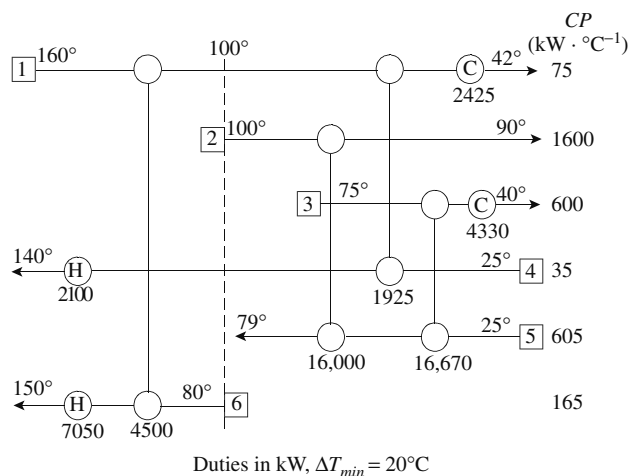 CP
(kW · °C⁻¹)
1 160° 100° C 42° 75
2425
2 100° 90° 1600
3 75° C 40° 600
4330
140° H 25° 4 35
2100 1925
79° 25° 5 605
16,000 16,670
150° H 80° 6 165
7050 4500
Duties in kW, ΔTmin = 20°C